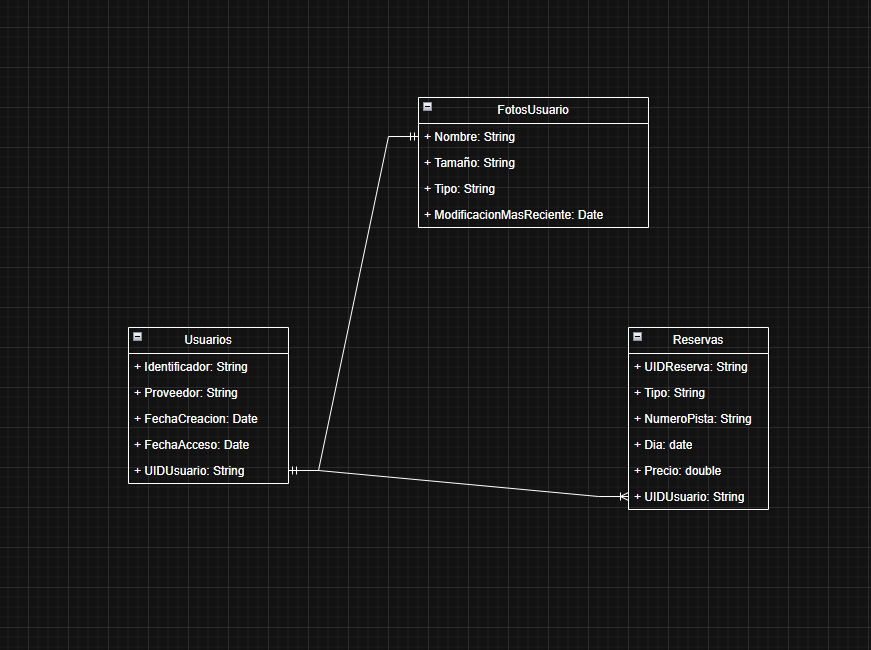 FotosUsuario
+ Nombre: String
+ Tamaño: String
+ Tipo: String
+ ModificacionMasReciente: Date
Usuarios
+ Identificador: String
+ Proveedor: String
+ FechaCreacion: Date
+ FechaAcceso: Date
+ UIDUsuario: String
Reservas
+ UIDReserva: String
+ Tipo: String
+ NumeroPista: String
+ Dia: date
+ Precio: double
+ UIDUsuario: String